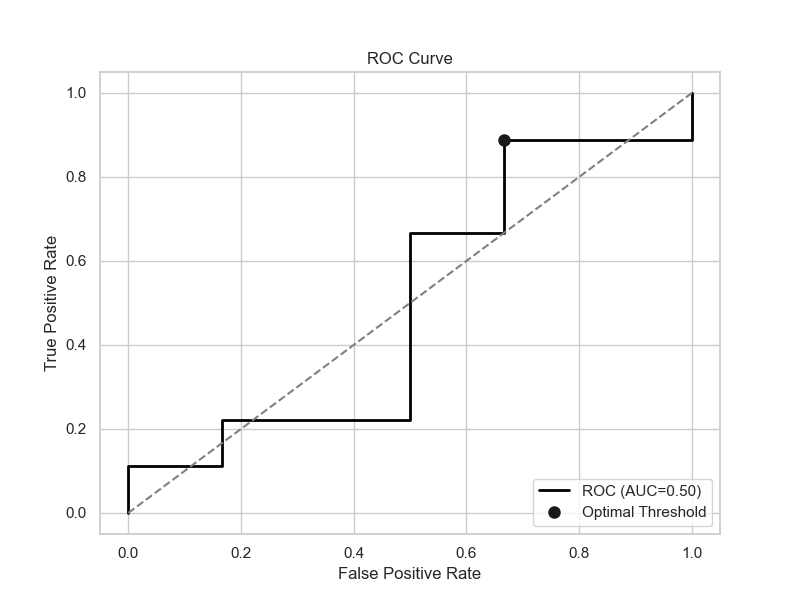 ROC Curve
True Positive Rate
1.0
0.8
0.6
0.4
0.2
0.0
0.0 0.2 0.4 0.6 0.8 1.0
False Positive Rate
ROC (AUC=0.50)
Optimal Threshold